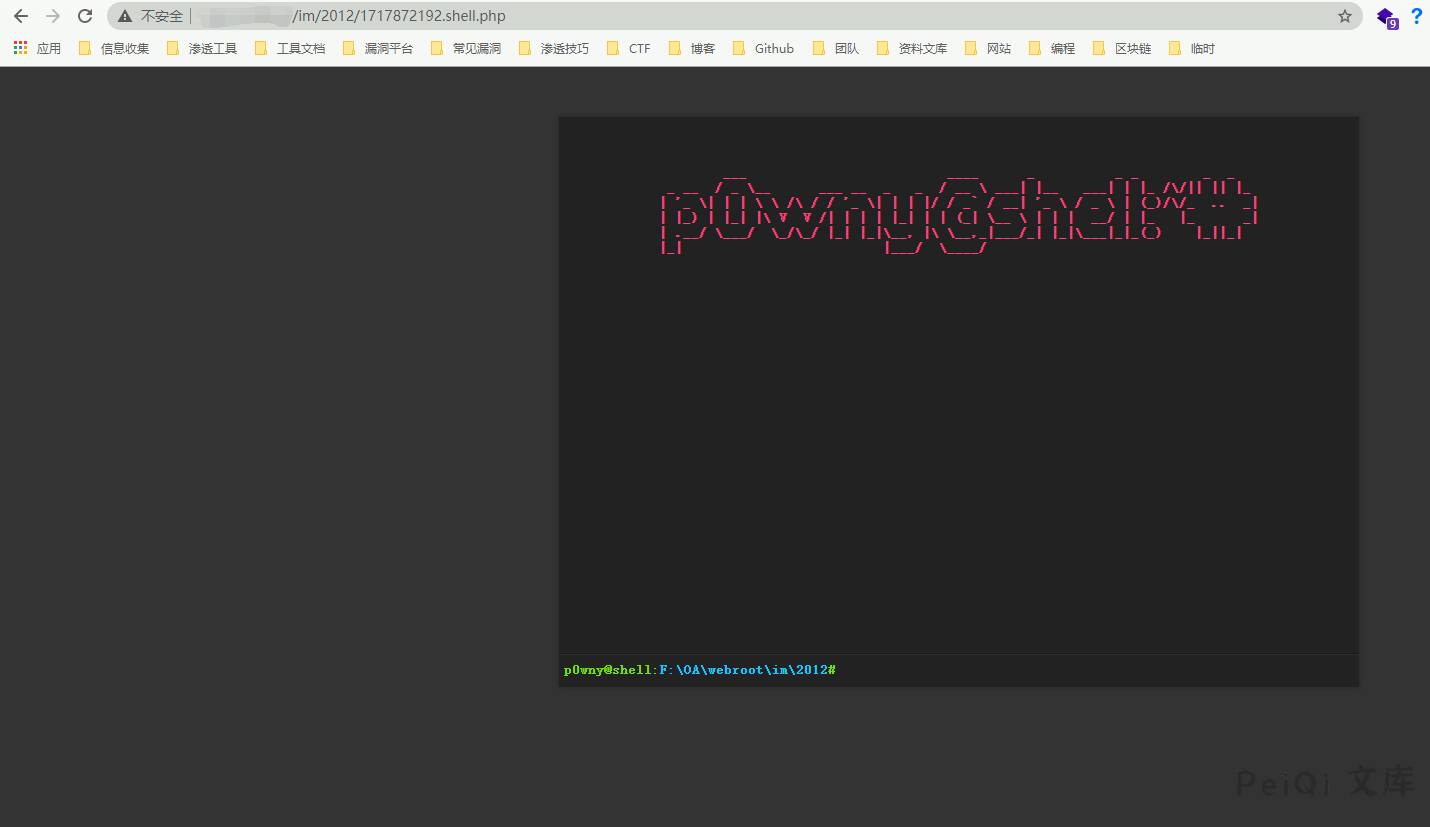 不安全 /im/2012/1717872192.shell.php
9 ?
应用 信息收集 渗透工具 工具文档 漏洞平台 常见漏洞 渗透技巧 CTF 博客 Github 团队 资料文库 网站 编程 区块链 临时
p0wny@shell:~#
p0wny@shell:F:\OA\webroot\im\2012#
PeiQi 文库